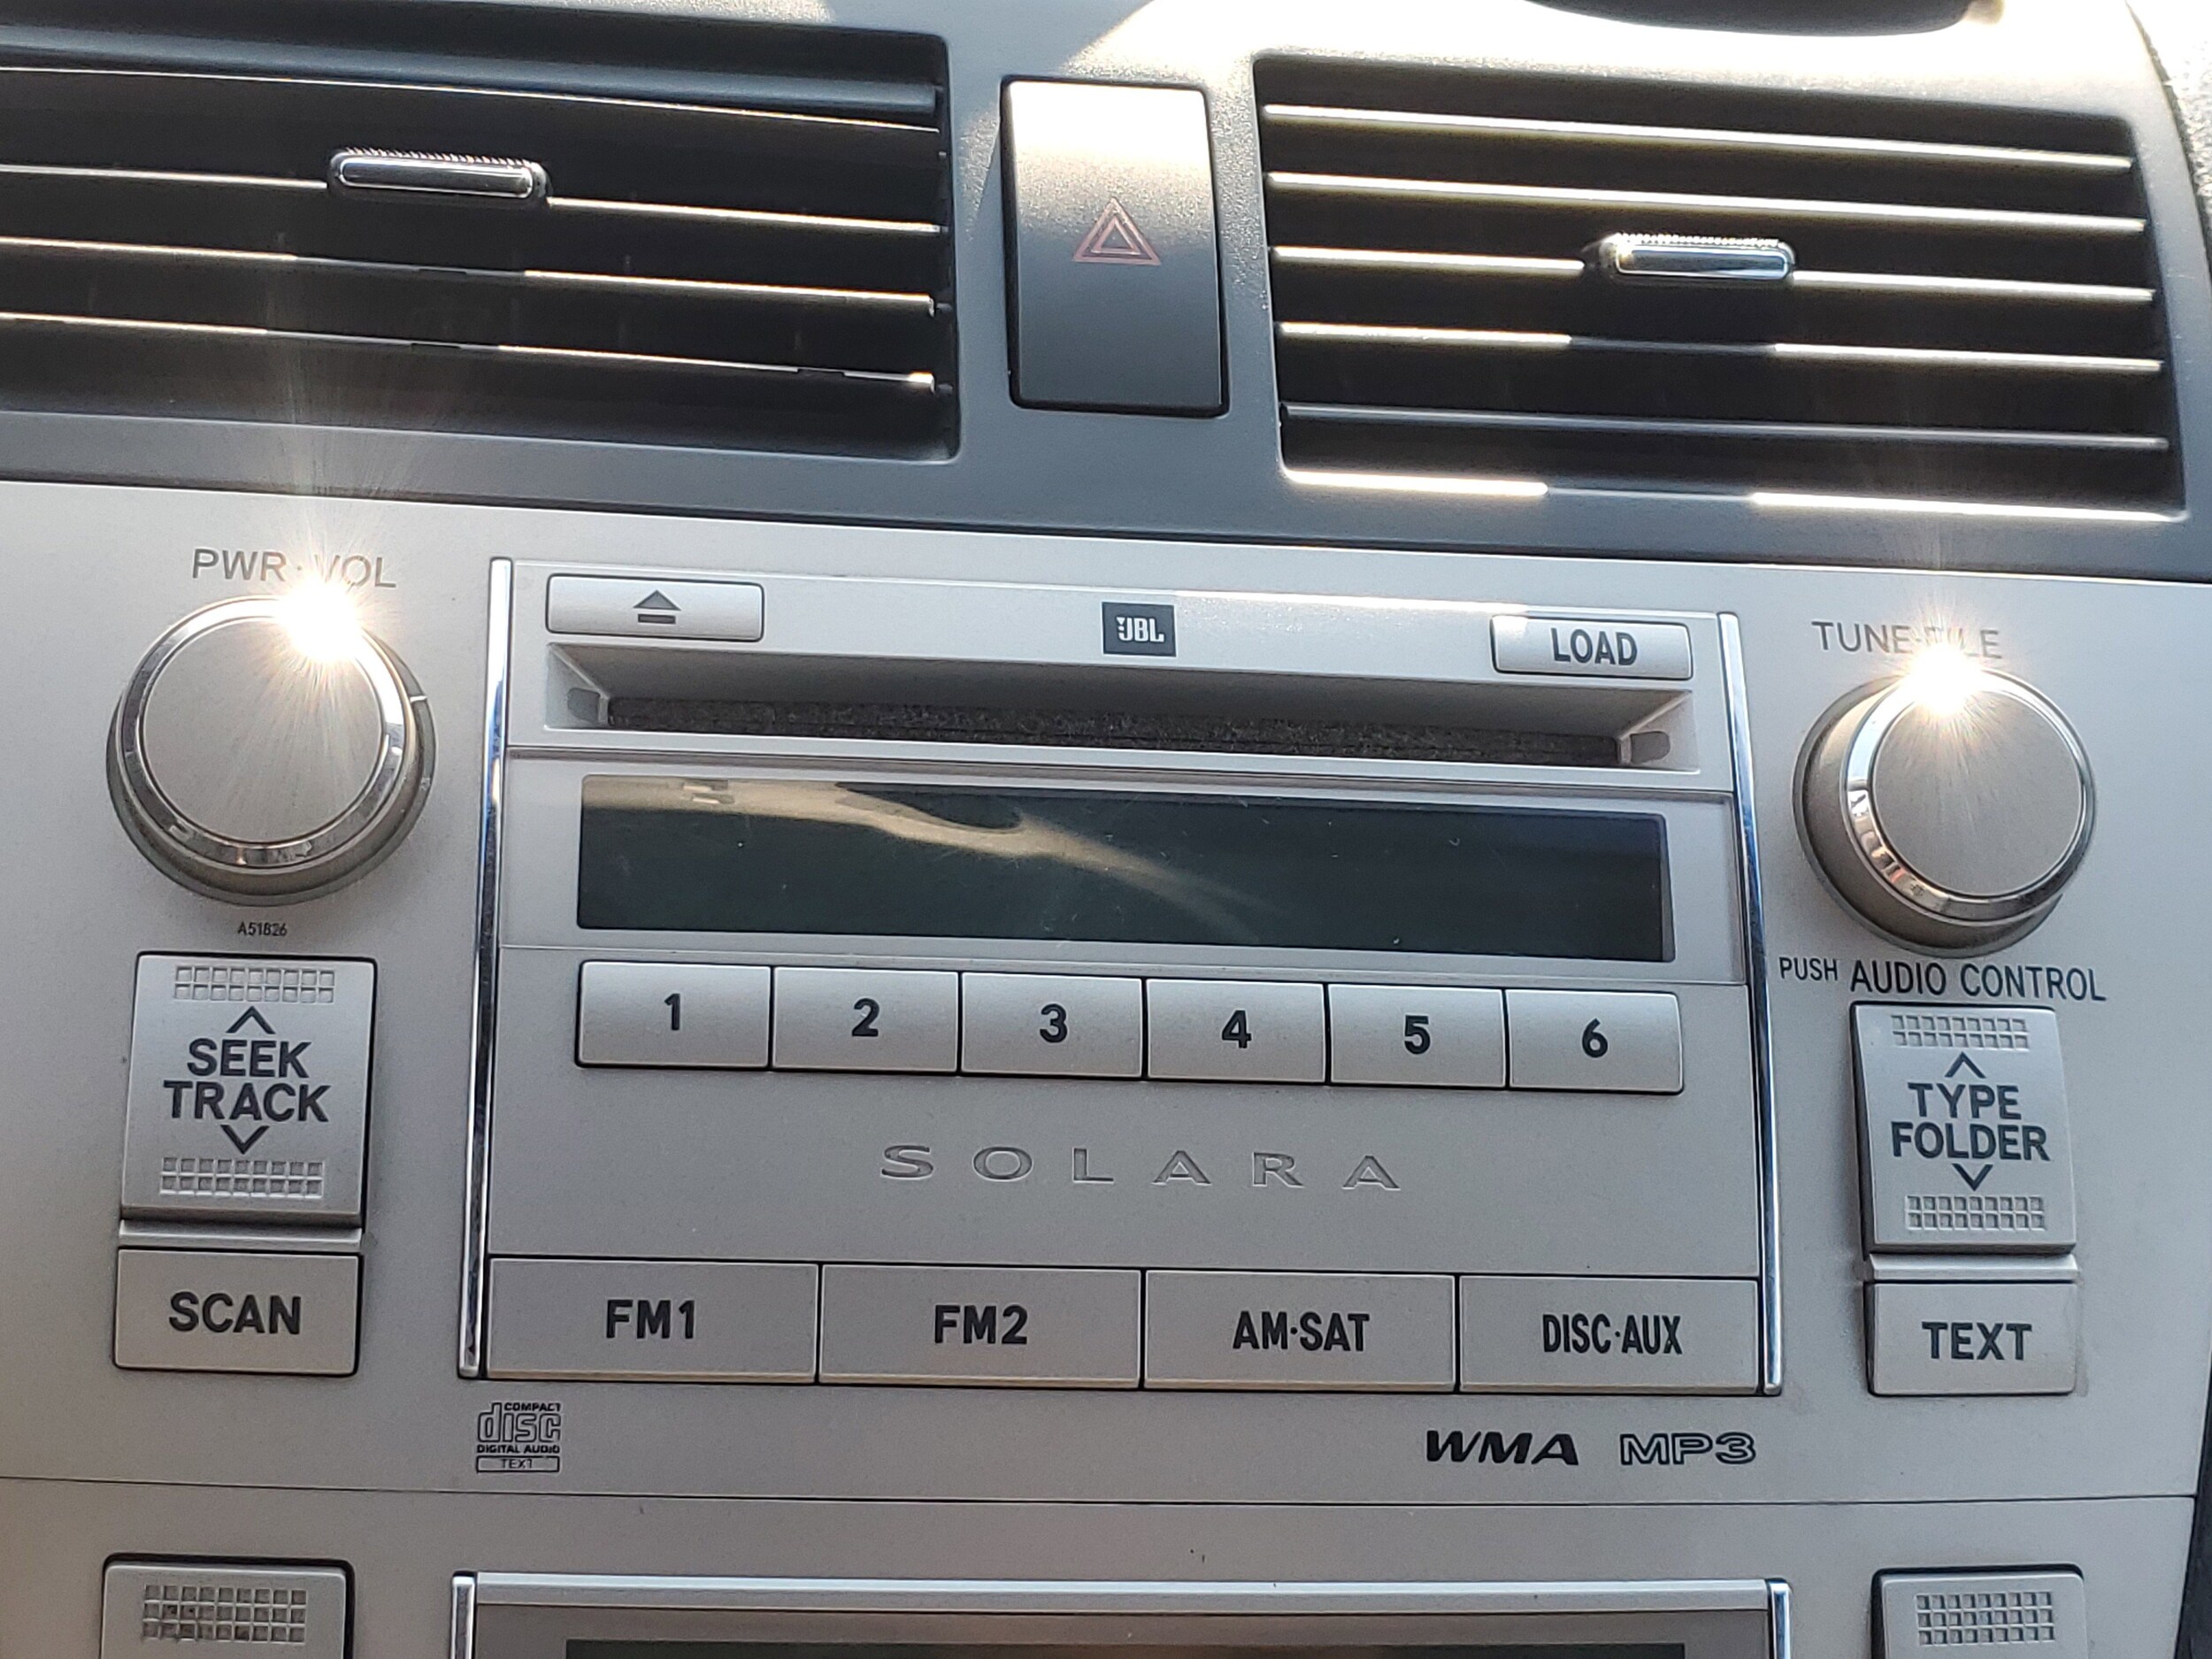 PWR·VOL
JBL
LOAD
TUNE·FILE
A51826
PUSH AUDIO CONTROL
1 2 3 4 5 6
SEEK
TRACK
TYPE
FOLDER
SOLARA
SCAN
FM1 FM2 AM·SAT DISC·AUX
TEXT
COMPACT
disc
DIGITAL AUDIO
TEXT
WMA MP3